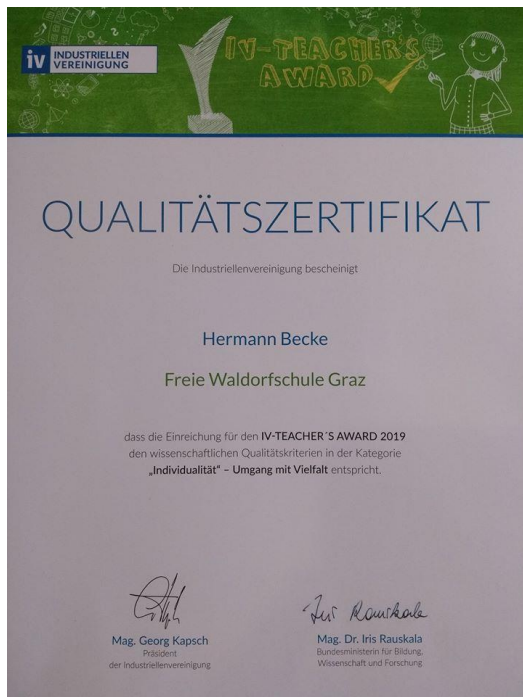 iv INDUSTRIELLEN
VEREINIGUNG
IV-TEACHER'S
AWARD
QUALITÄTSZERTIFIKAT
Die Industriellenvereinigung bescheinigt
Hermann Becke
Freie Waldorfschule Graz
dass die Einreichung für den IV-TEACHER´S AWARD 2019
den wissenschaftlichen Qualitätskriterien in der Kategorie
„Individualität“ – Umgang mit Vielfalt entspricht.
Iris Rauskala
Mag. Georg Kapsch
Präsident
der Industriellenvereinigung
Mag. Dr. Iris Rauskala
Bundesministerin für Bildung,
Wissenschaft und Forschung